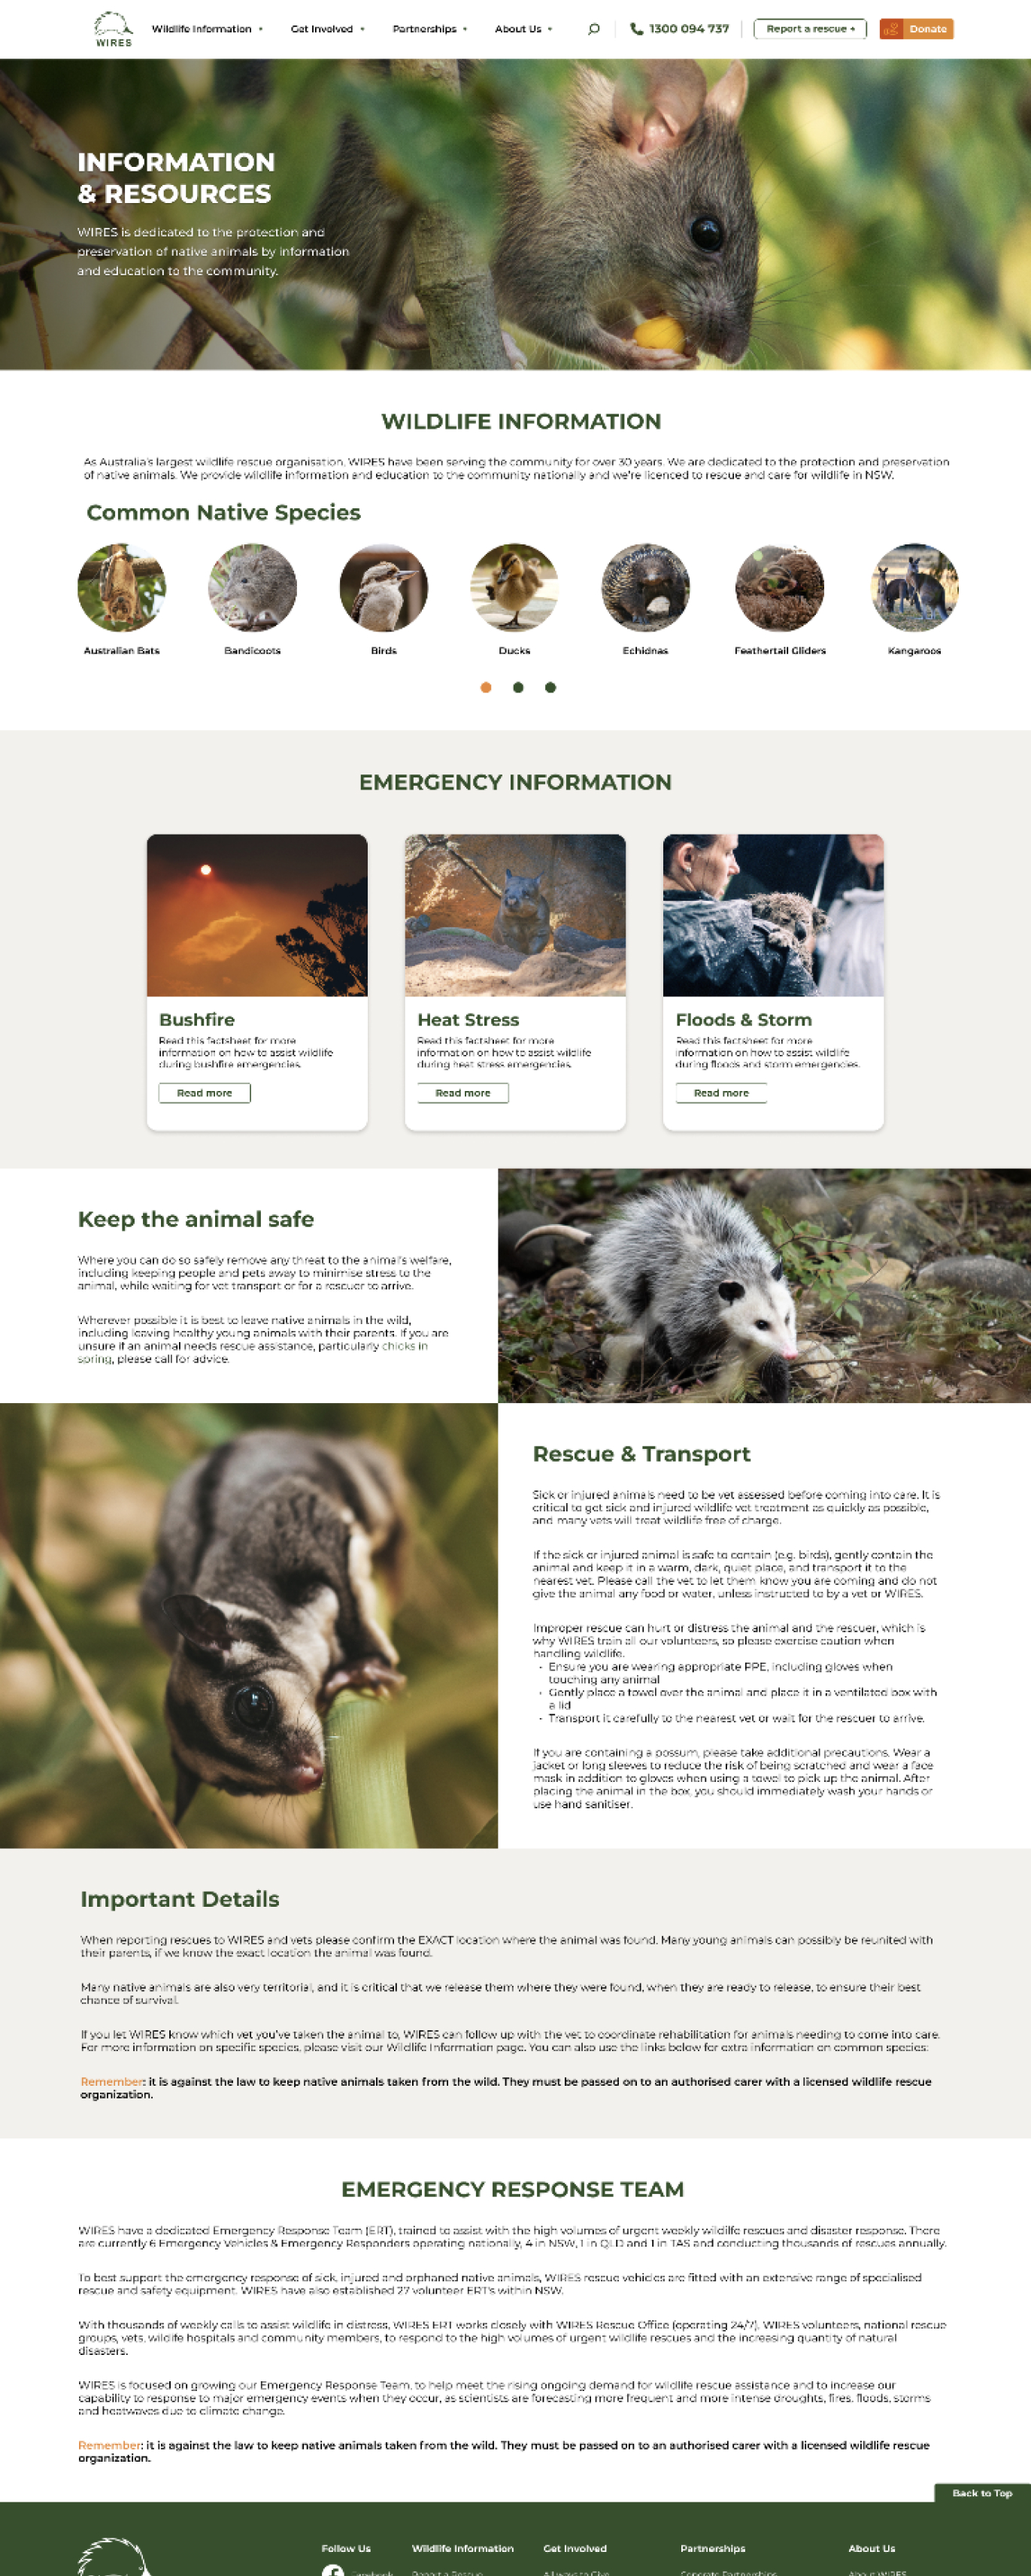 WIRES
Wildlife Information
Get Involved
Partnerships
About Us
1300 094 737
Report a rescue +
Donate
INFORMATION
& RESOURCES
WIRES is dedicated to the protection and
preservation of native animals by information
and education to the community.
WILDLIFE INFORMATION
As Australia's largest wildlife rescue organisation, WIRES have been serving the community for over 30 years. We are dedicated to the protection and preservation
of native animals. We provide wildlife information and education to the community nationally and we're licenced to rescue and care for wildlife in NSW.
Common Native Species
Australian Bats
Bandicoots
Birds
Ducks
Echidnas
Feathertail Gliders
Kangaroos
EMERGENCY INFORMATION
Bushfire
Read this factsheet for more
information on how to assist wildlife
during bushfire emergencies.
Read more
Heat Stress
Read this factsheet for more
information on how to assist wildlife
during heat stress emergencies.
Read more
Floods & Storm
Read this factsheet for more
information on how to assist wildlife
during floods and storm emergencies.
Read more
Keep the animal safe
Where you can do so safely remove any threat to the animal's welfare,
including keeping people and pets away to minimise stress to the
animal, while waiting for vet transport or for a rescuer to arrive.
Wherever possible it is best to leave native animals in the wild,
including leaving healthy young animals with their parents. If you are
unsure if an animal needs rescue assistance, particularly chicks in
spring, please call for advice.
Rescue & Transport
Sick or injured animals need to be vet assessed before coming into care. It is
critical to get sick and injured wildlife vet treatment as quickly as possible,
and many vets will treat wildlife free of charge.
If the sick or injured animal is safe to contain (e.g. birds), gently contain the
animal and keep it in a warm, dark, quiet place, and transport it to the
nearest vet. Please call the vet to let them know you are coming and do not
give the animal any food or water, unless instructed to by a vet or WIRES.
Improper rescue can hurt or distress the animal and the rescuer, which is
why WIRES train all our volunteers, so please exercise caution when
handling wildlife.
- Ensure you are wearing appropriate PPE, including gloves when
touching any animal
- Gently place a towel over the animal and place it in a ventilated box with
a lid
- Transport it carefully to the nearest vet or wait for the rescuer to arrive.
If you are containing a possum, please take additional precautions. Wear a
jacket or long sleeves to reduce the risk of being scratched and wear a face
mask in addition to gloves when using a towel to pick up the animal. After
placing the animal in the box, you should immediately wash your hands or
use hand sanitiser.
Important Details
When reporting rescues to WIRES and vets please confirm the EXACT location where the animal was found. Many young animals can possibly be reunited with
their parents, if we know the exact location the animal was found.
Many native animals are also very territorial, and it is critical that we release them where they were found, when they are ready to release, to ensure their best
chance of survival.
If you let WIRES know which vet you've taken the animal to, WIRES can follow up with the vet to coordinate rehabilitation for animals needing to come into care.
For more information on specific species, please visit our Wildlife Information page. You can also use the links below for extra information on common species:
Remember: it is against the law to keep native animals taken from the wild. They must be passed on to an authorised carer with a licensed wildlife rescue
organization.
EMERGENCY RESPONSE TEAM
WIRES have a dedicated Emergency Response Team (ERT), trained to assist with the high volumes of urgent weekly wildlife rescues and disaster response. There
are currently 6 Emergency Vehicles & Emergency Responders operating nationally, 4 in NSW, 1 in QLD and 1 in TAS and conducting thousands of rescues annually.
To best support the emergency response of sick, injured and orphaned native animals, WIRES rescue vehicles are fitted with an extensive range of specialised
rescue and safety equipment. WIRES have also established 27 volunteer ERT's within NSW.
With thousands of weekly calls to assist wildlife in distress, WIRES ERT works closely with WIRES Rescue Office (operating 24/7), WIRES volunteers, national rescue
groups, vets, wildlife hospitals and community members, to respond to the high volumes of urgent wildlife rescues and the increasing quantity of natural
disasters.
WIRES is focused on growing our Emergency Response Team, to help meet the rising ongoing demand for wildlife rescue assistance and to increase our
capability to response to major emergency events when they occur, as scientists are forecasting more frequent and more intense droughts, fires, floods, storms
and heatwaves due to climate change.
Remember: it is against the law to keep native animals taken from the wild. They must be passed on to an authorised carer with a licensed wildlife rescue
organization.
Back to Top
Follow Us
Wildlife Information
Get Involved
Partnerships
About Us